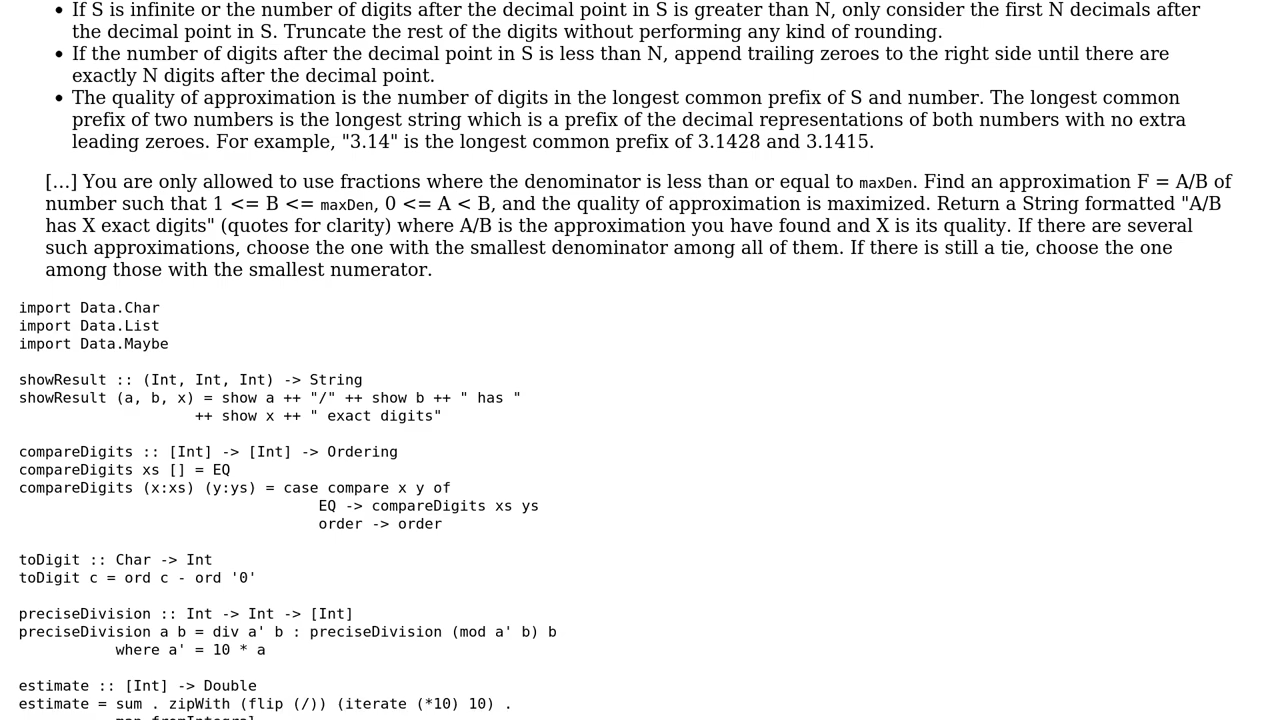 • If S is infinite or the number of digits after the decimal point in S is greater than N, only consider the first N decimals after
the decimal point in S. Truncate the rest of the digits without performing any kind of rounding.
• If the number of digits after the decimal point in S is less than N, append trailing zeroes to the right side until there are
exactly N digits after the decimal point.
• The quality of approximation is the number of digits in the longest common prefix of S and number. The longest common
prefix of two numbers is the longest string which is a prefix of the decimal representations of both numbers with no extra
leading zeroes. For example, "3.14" is the longest common prefix of 3.1428 and 3.1415.
[…] You are only allowed to use fractions where the denominator is less than or equal to maxDen. Find an approximation F = A/B of
number such that 1 <= B <= maxDen, 0 <= A < B, and the quality of approximation is maximized. Return a String formatted "A/B
has X exact digits" (quotes for clarity) where A/B is the approximation you have found and X is its quality. If there are several
such approximations, choose the one with the smallest denominator among all of them. If there is still a tie, choose the one
among those with the smallest numerator.
import Data.Char
import Data.List
import Data.Maybe
showResult :: (Int, Int, Int) -> String
showResult (a, b, x) = show a ++ "/" ++ show b ++ " has "
++ show x ++ " exact digits"
compareDigits :: [Int] -> [Int] -> Ordering
compareDigits xs [] = EQ
compareDigits (x:xs) (y:ys) = case compare x y of
EQ -> compareDigits xs ys
order -> order
toDigit :: Char -> Int
toDigit c = ord c - ord '0'
preciseDivision :: Int -> Int -> [Int]
preciseDivision a b = div a' b : preciseDivision (mod a' b) b
where a' = 10 * a
estimate :: [Int] -> Double
estimate = sum . zipWith (flip (/)) (iterate (*10) 10) .
map fromIntegral